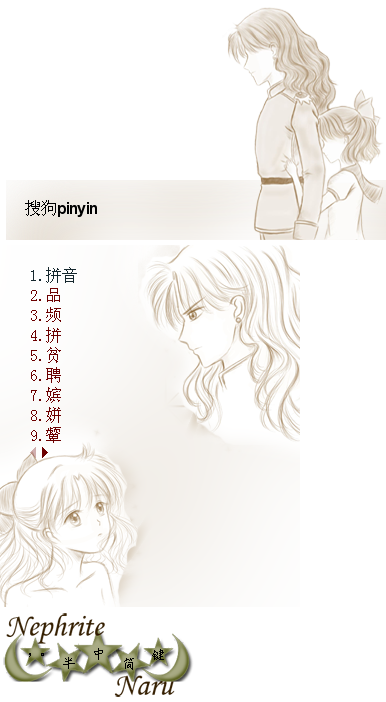 搜狗pinyin
1.拼音
2.品
3.频
4.拼
5.贫
6.聘
7.嫔
8.姘
9.颦
Nephrite
，。半中简键
Naru